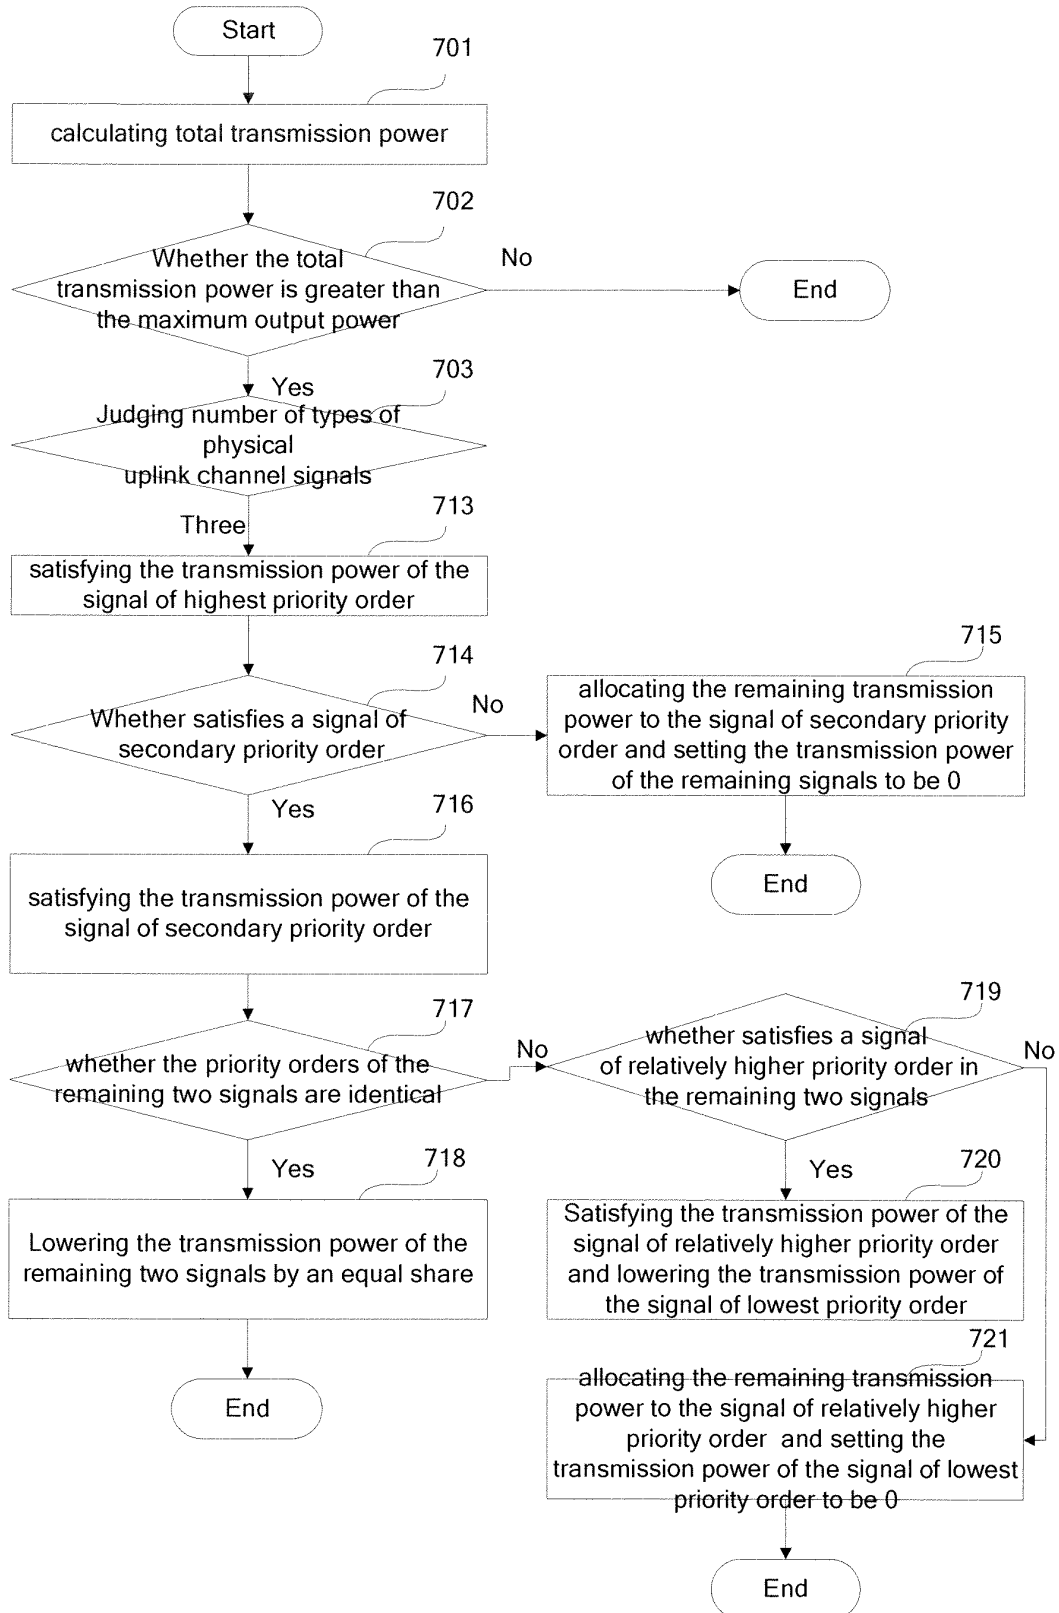 Start
701
calculating total transmission power
702
Whether the total
transmission power is greater than
the maximum output power
No
End
Yes
703
Judging number of types of
physical
uplink channel signals
Three
713
satisfying the transmission power of the
signal of highest priority order
714
Whether satisfies a signal of
secondary priority order
No
715
allocating the remaining transmission
power to the signal of secondary priority
order and setting the transmission power
of the remaining signals to be 0
End
Yes
716
satisfying the transmission power of the
signal of secondary priority order
717
whether the priority orders of the
remaining two signals are identical
No
719
whether satisfies a signal
of relatively higher priority order in
the remaining two signals
No
Yes
718
Lowering the transmission power of the
remaining two signals by an equal share
End
Yes
720
Satisfying the transmission power of the
signal of relatively higher priority order
and lowering the transmission power of
the signal of lowest priority order
721
allocating the remaining transmission
power to the signal of relatively higher
priority order and setting the
transmission power of the signal of lowest
priority order to be 0
End